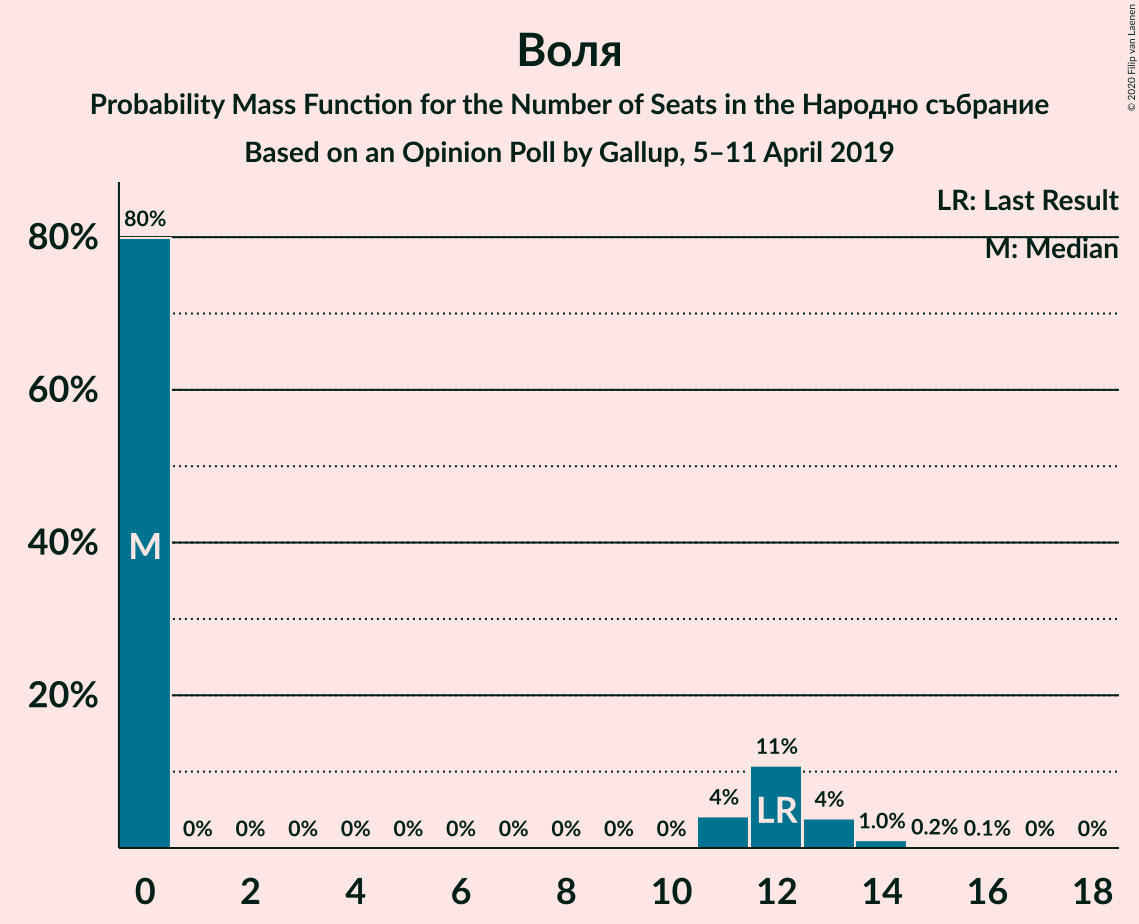 Воля
Probability Mass Function for the Number of Seats in the Народно събрание
Based on an Opinion Poll by Gallup, 5–11 April 2019
© 2020 Filip van Laenen
LR: Last Result
M: Median
80%
60%
40%
20%
80%
0% 0% 0% 0% 0% 0% 0% 0% 0% 0% 4% 11% 4% 1.0% 0.2% 0.1% 0% 0%
M
LR
0 2 4 6 8 10 12 14 16 18